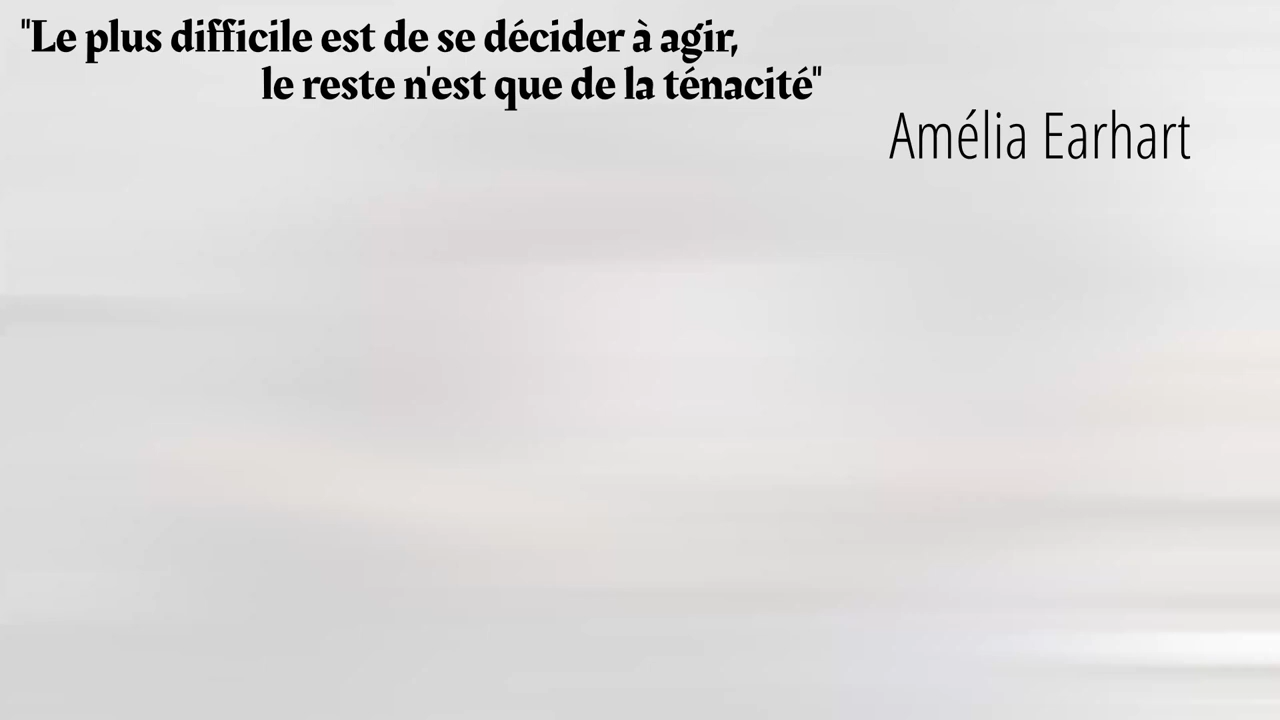 "Le plus difficile est de se décider à agir,
le reste n'est que de la ténacité"
Amélia Earhart